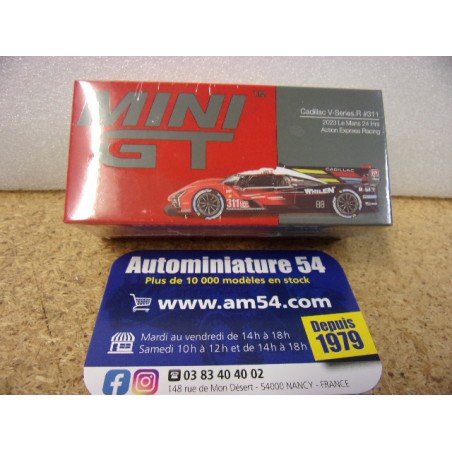 MINI
GT
Cadillac V-Series.R #311
2023 Le Mans 24 hrs
Action Express Racing
CADILLAC
WHELEN
311
Autominiature 54
Plus de 10 000 modèles en stock
www.am54.com
Depuis
1979
Mardi au vendredi de 14h à 18h
Samedi 10h à 12h et de 14h à 18h
03 83 40 40 02
148 rue de Mon Désert - 54000 NANCY - FRANCE